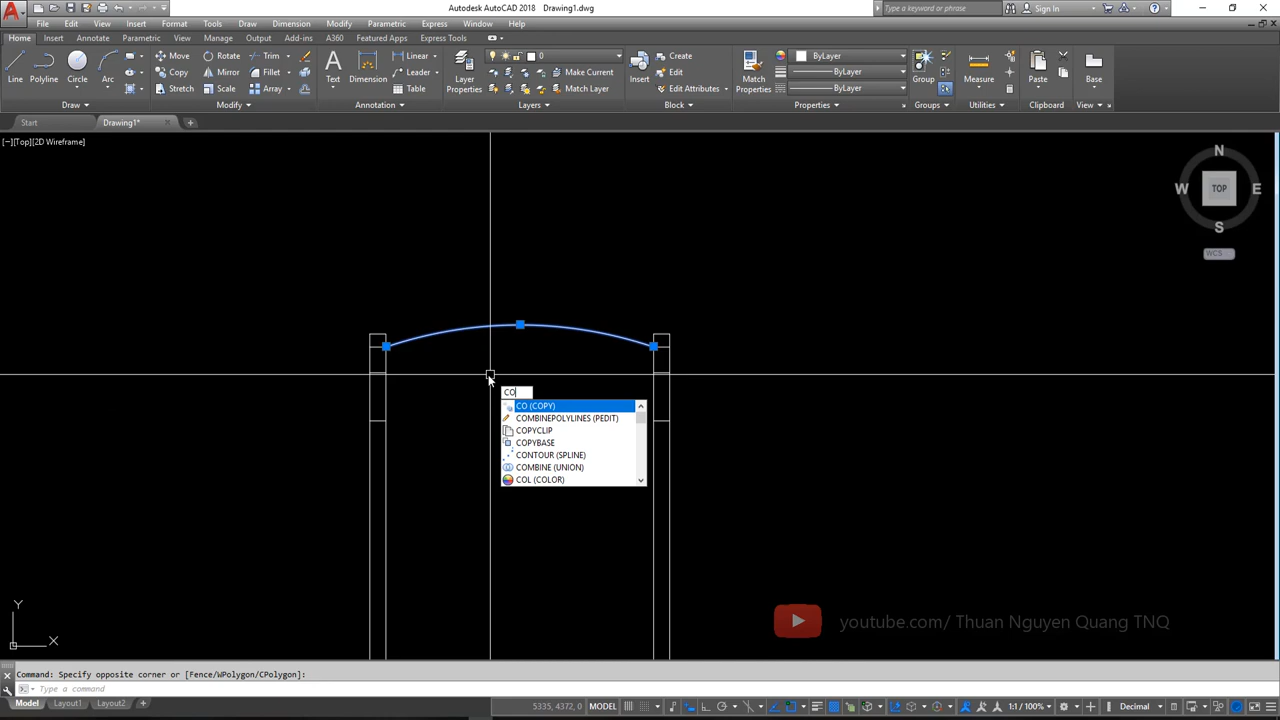 Autodesk AutoCAD 2018 Drawing1.dwg
Type a keyword or phrase
Sign In
File Edit View Insert Format Tools Draw Dimension Modify Parametric Express Window Help
Home Insert Annotate Parametric View Manage Output Add-ins A360 Featured Apps Express Tools
Line Polyline Circle Arc
Move Rotate Trim
Copy Mirror Fillet
Stretch Scale Array
Text Dimension
Linear
Leader
Table
Layer Properties
0
Make Current
Match Layer
Insert
Create
Edit
Edit Attributes
Match Properties
ByLayer
ByLayer
ByLayer
Group
Measure
Paste
Base
Draw Modify Annotation Layers Block Properties Groups Utilities Clipboard View
Start Drawing1*
[−][Top][2D Wireframe]
N
W TOP E
S
WCS
CO
CO (COPY)
COMBINEPOLYLINES (PEDIT)
COPYCLIP
COPYBASE
CONTOUR (SPLINE)
COMBINE (UNION)
COL (COLOR)
Y
X
youtube.com/ Thuan Nguyen Quang TNQ
Command: Specify opposite corner or [Fence/WPolygon/CPolygon]:
Type a command
Model Layout1 Layout2
5335, 4372, 0 MODEL 1:1 / 100% Decimal